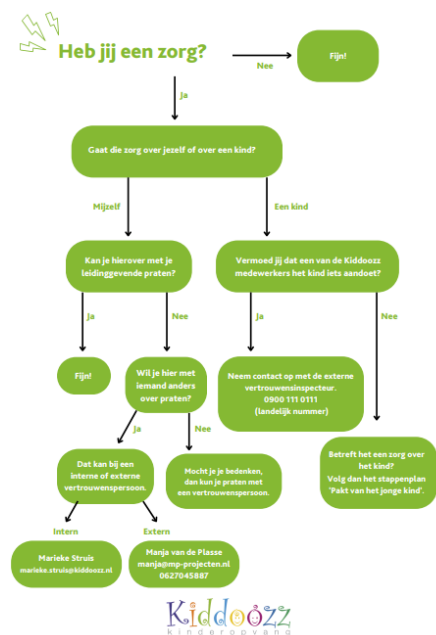 Heb jij een zorg?
Nee
Fijn!
Ja
Gaat die zorg over jezelf of over een kind?
Mijzelf
Een kind
Kan je hierover met je
leidinggevende praten?
Vermoed jij dat een van de Kiddoozz
medewerkers het kind iets aandoet?
Ja
Nee
Ja
Nee
Fijn!
Wil je hier met
iemand anders
over praten?
Neem contact op met de externe
vertrouwensinspecteur.
0900 111 0111
(landelijk nummer)
Ja
Nee
Dat kan bij een
interne of externe
vertrouwenspersoon.
Mocht je je bedenken,
dan kun je praten met
een vertrouwenspersoon.
Betreft het een zorg over
het kind?
Volg dan het stappenplan
'Pakt van het jonge kind'.
Intern
Extern
Marieke Struis
marieke.struis@kiddoozz.nl
Manja van de Plasse
manja@mp-projecten.nl
0627045887
Kiddoozz
kinderopvang